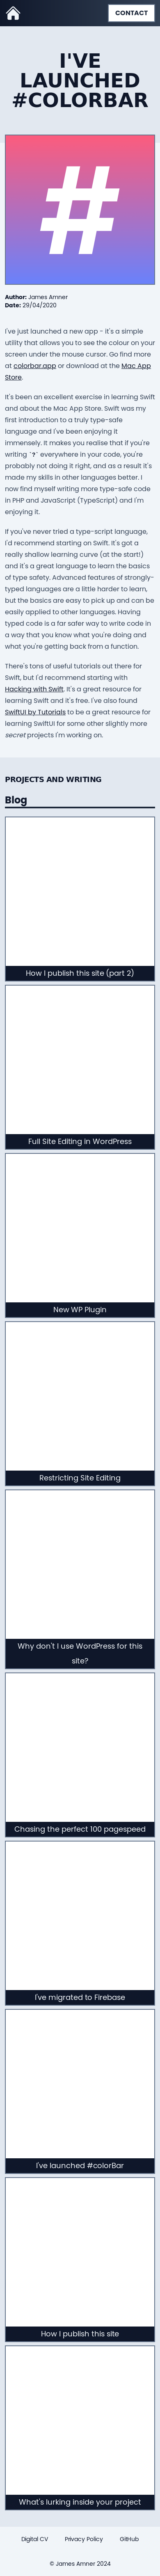 CONTACT
I'VE
LAUNCHED
#COLORBAR
#
Author: James Amner
Date: 29/04/2020
I've just launched a new app - it's a simple
utility that allows you to see the colour on your
screen under the mouse cursor. Go find more
at colorbar.app or download at the Mac App
Store.
It's been an excellent exercise in learning Swift
and about the Mac App Store. Swift was my
first introduction to a truly type-safe
language and I've been enjoying it
immensely. It makes you realise that if you're
writing `?` everywhere in your code, you're
probably not doing it right, and as a result it's
made my skills in other languages better. I
now find myself writing more type-safe code
in PHP and JavaScript (TypeScript) and I'm
enjoying it.
If you've never tried a type-script language,
I'd recommend starting on Swift. It's got a
really shallow learning curve (at the start!)
and it's a great language to learn the basics
of type safety. Advanced features of strongly-
typed languages are a little harder to learn,
but the basics are easy to pick up and can be
easily applied to other languages. Having
typed code is a far safer way to write code in
a way that you know what you're doing and
what you're getting back from a function.
There's tons of useful tutorials out there for
Swift, but I'd recommend starting with
Hacking with Swift. It's a great resource for
learning Swift and it's free. I've also found
SwiftUI by Tutorials to be a great resource for
learning SwiftUI for some other slightly more
secret projects I'm working on.
PROJECTS AND WRITING
Blog
How I publish this site (part 2)
Full Site Editing in WordPress
New WP Plugin
Restricting Site Editing
Why don't I use WordPress for this
site?
Chasing the perfect 100 pagespeed
I've migrated to Firebase
I've launched #colorBar
How I publish this site
What's lurking inside your project
Digital CV Privacy Policy GitHub
© James Amner 2024